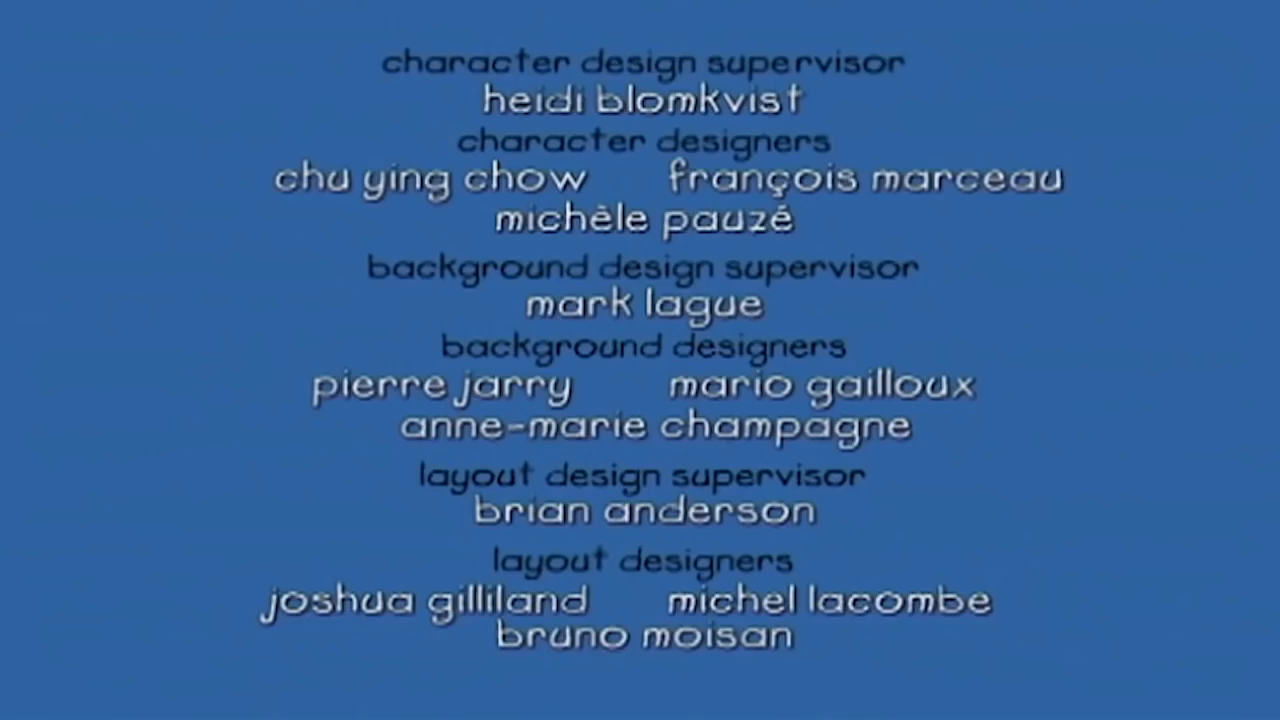 character design supervisor
heidi blomkvist
character designers
chu ying chow françois marceau
michèle pauzé
background design supervisor
mark lague
background designers
pierre jarry mario gailloux
anne-marie champagne
layout design supervisor
brian anderson
layout designers
joshua gilliland michel lacombe
bruno moisan